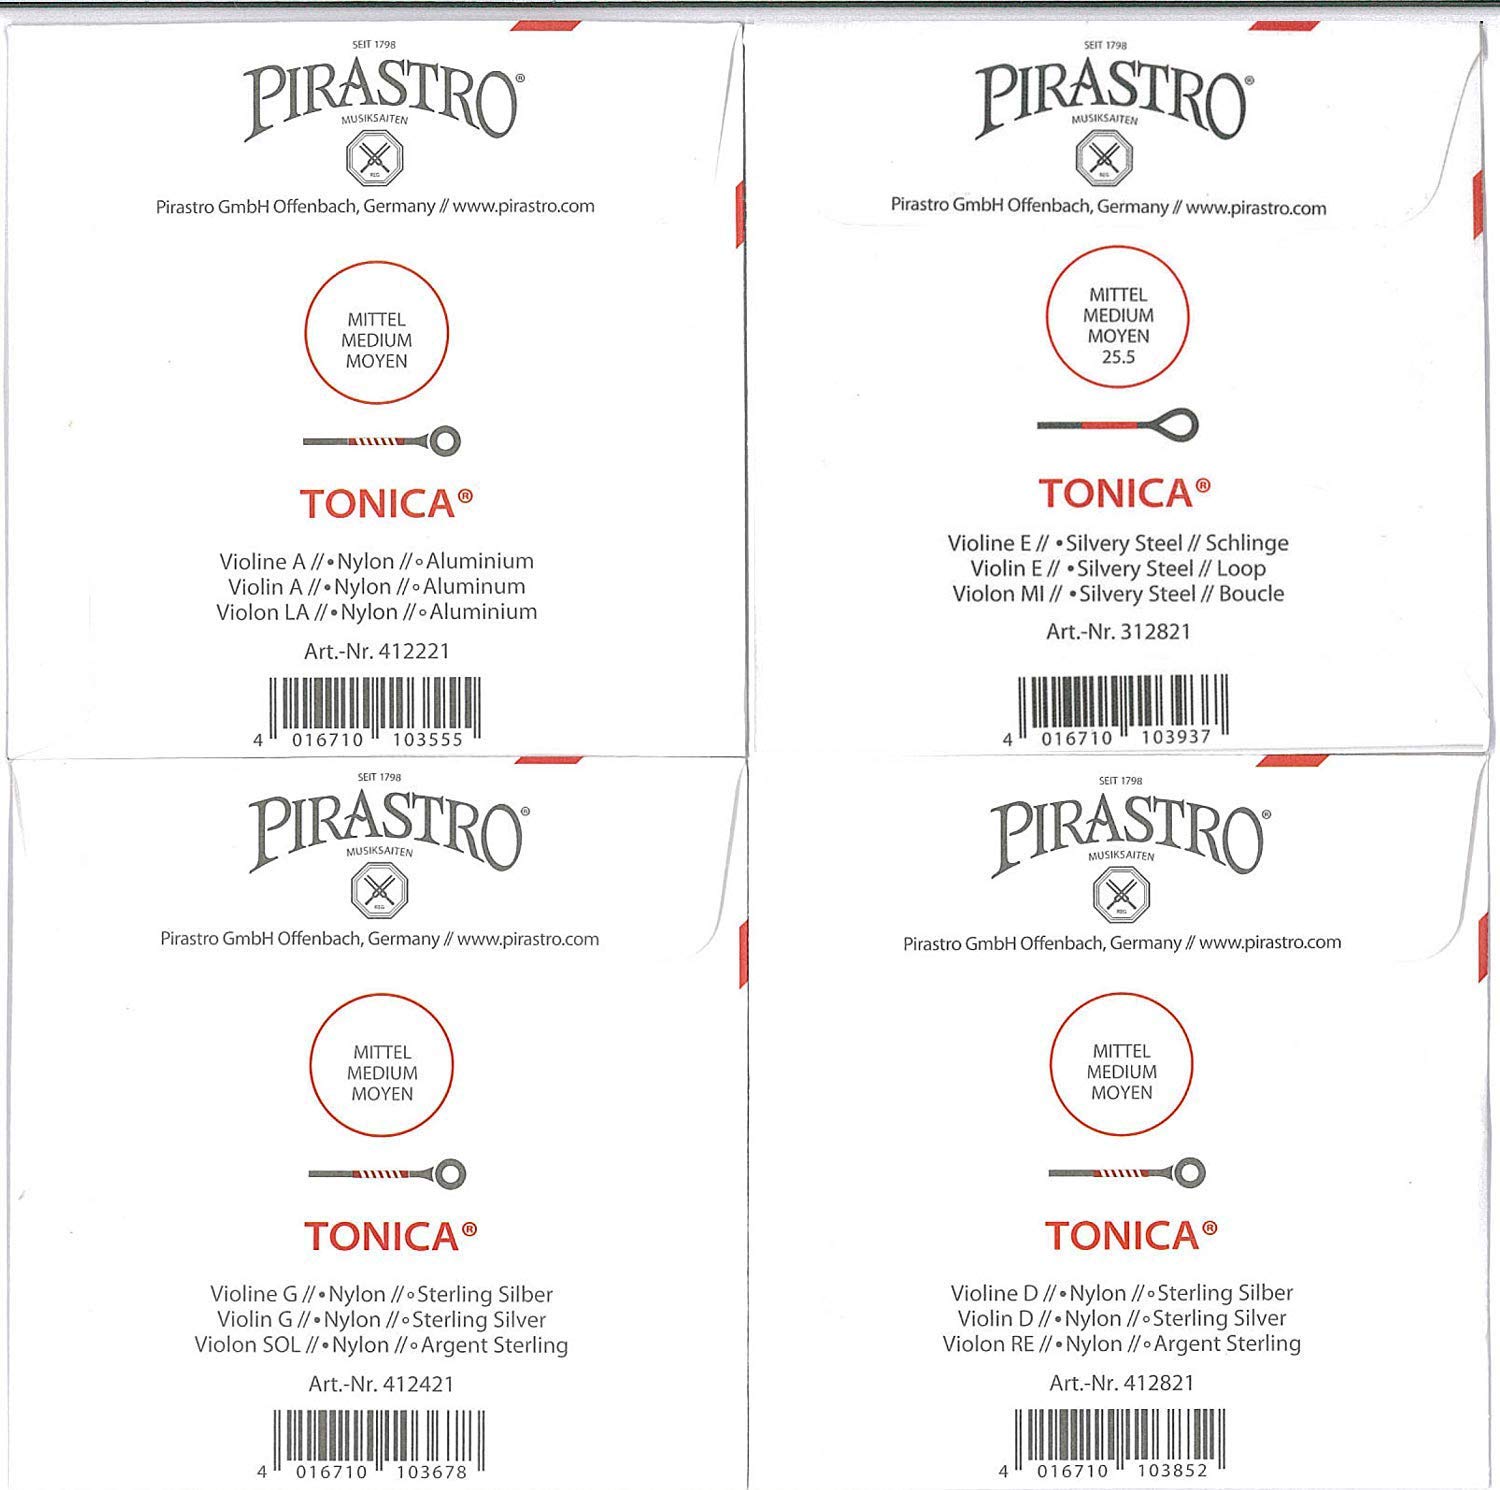 SEIT 1798
PIRASTRO®
MUSIKSAITEN
REG
Pirastro GmbH Offenbach, Germany // www.pirastro.com
MITTEL
MEDIUM
MOYEN
TONICA®
Violine A // • Nylon // ∘ Aluminium
Violin A // • Nylon // ∘ Aluminum
Violon LA // • Nylon // ∘ Aluminium
Art.-Nr. 412221
4 016710 103555
SEIT 1798
PIRASTRO®
MUSIKSAITEN
REG
Pirastro GmbH Offenbach, Germany // www.pirastro.com
MITTEL
MEDIUM
MOYEN
25.5
TONICA®
Violine E // • Silvery Steel // Schlinge
Violin E // • Silvery Steel // Loop
Violon MI // • Silvery Steel // Boucle
Art.-Nr. 312821
4 016710 103937
SEIT 1798
PIRASTRO®
MUSIKSAITEN
REG
Pirastro GmbH Offenbach, Germany // www.pirastro.com
MITTEL
MEDIUM
MOYEN
TONICA®
Violine G // • Nylon // ∘ Sterling Silber
Violin G // • Nylon // ∘ Sterling Silver
Violon SOL // • Nylon // ∘ Argent Sterling
Art.-Nr. 412421
4 016710 103678
SEIT 1798
PIRASTRO®
MUSIKSAITEN
REG
Pirastro GmbH Offenbach, Germany // www.pirastro.com
MITTEL
MEDIUM
MOYEN
TONICA®
Violine D // • Nylon // ∘ Sterling Silber
Violin D // • Nylon // ∘ Sterling Silver
Violon RE // • Nylon // ∘ Argent Sterling
Art.-Nr. 412821
4 016710 103852